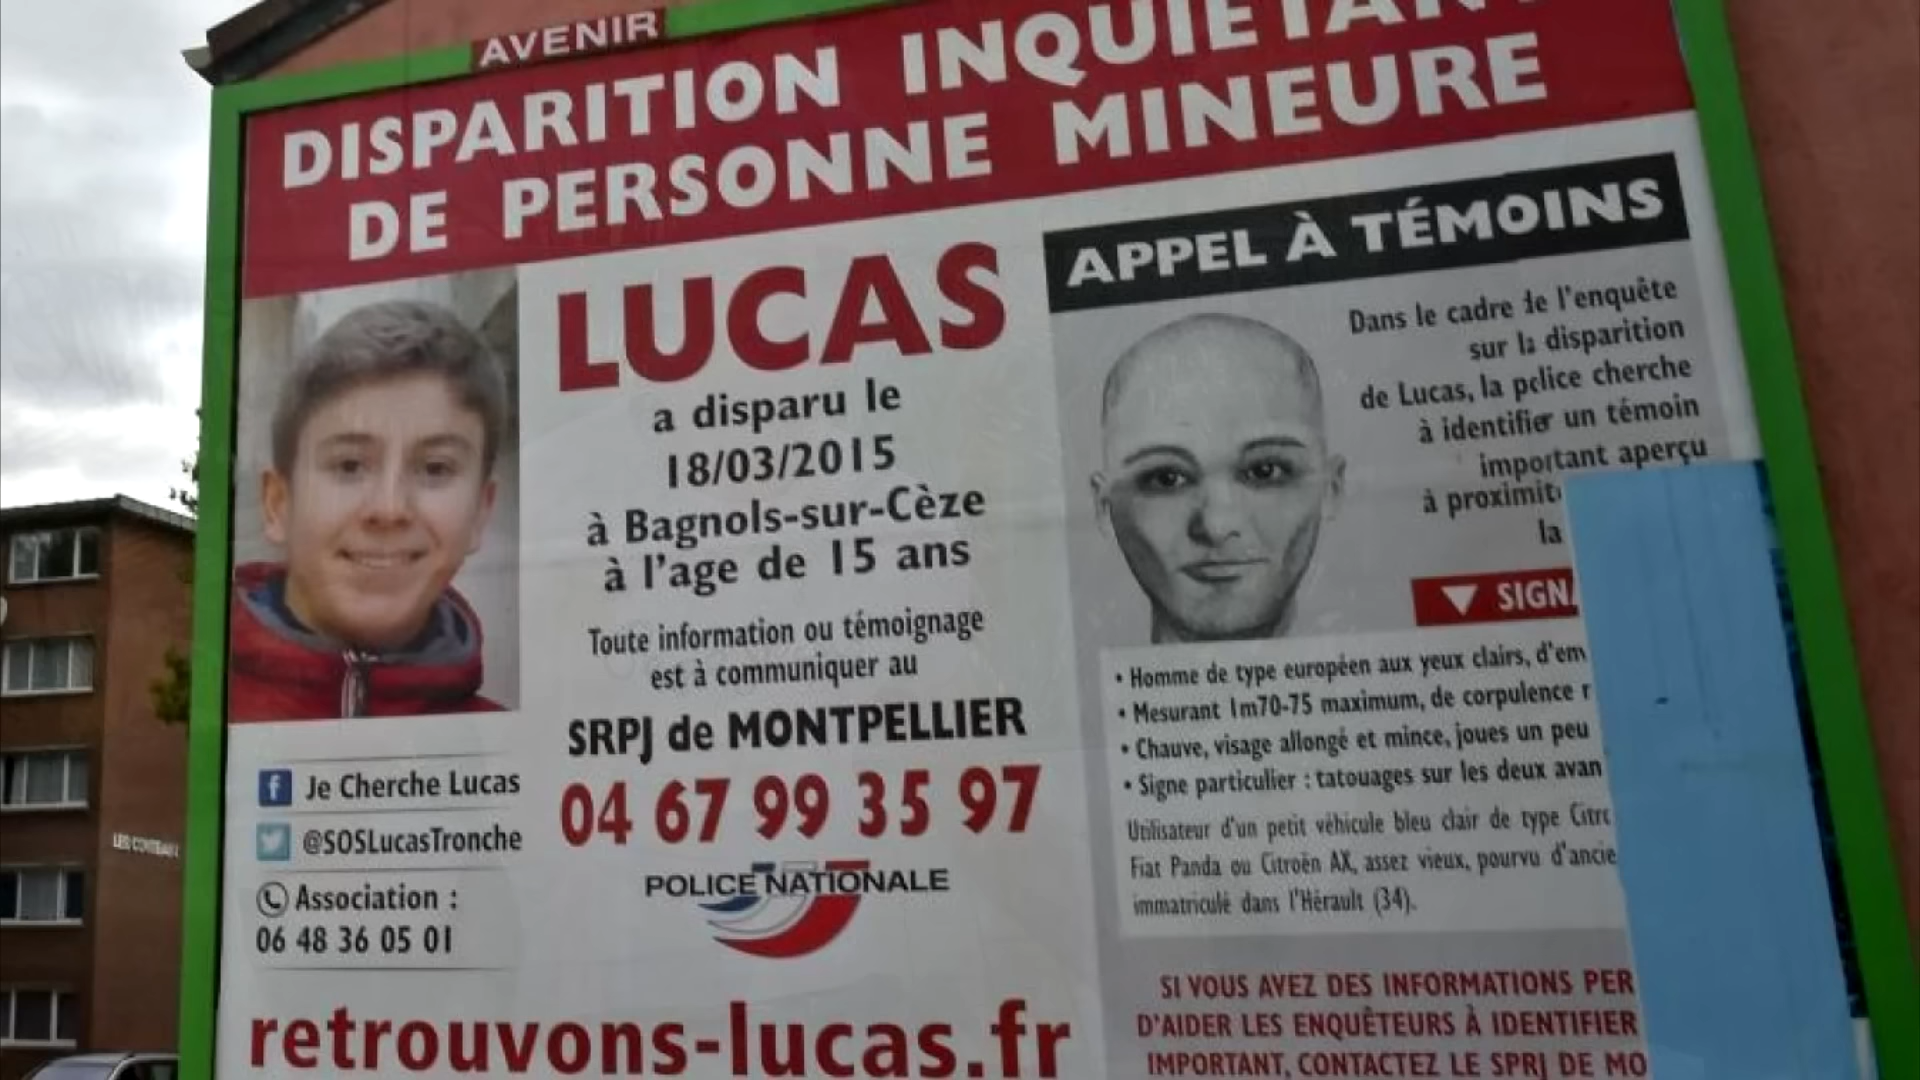 AVENIR
DISPARITION INQUIÉTAN
DE PERSONNE MINEURE
LUCAS
a disparu le
18/03/2015
à Bagnols-sur-Cèze
à l'age de 15 ans
Toute information ou témoignage
est à communiquer au
SRPJ de MONTPELLIER
04 67 99 35 97
POLICE NATIONALE
Je Cherche Lucas
@SOSLucasTronche
Association :
06 48 36 05 01
retrouvons-lucas.fr
APPEL À TÉMOINS
Dans le cadre de l'enquête
sur la disparition
de Lucas, la police cherche
à identifier un témoin
important aperçu
à proximit
la
SIGNA
• Homme de type européen aux yeux clairs, d'em
• Mesurant 1m70-75 maximum, de corpulence
• Chauve, visage allongé et mince, joues un peu
• Signe particulier : tatouages sur les deux avan
Utilisateur d'un petit véhicule bleu clair de type Citro
Fiat Panda ou Citroën AX, assez vieux, pourvu d'ancie
immatriculé dans l'Hérault (34).
SI VOUS AVEZ DES INFORMATIONS PER
D'AIDER LES ENQUÊTEURS À IDENTIFIER
IMPORTANT, CONTACTEZ LE SPRJ DE MO